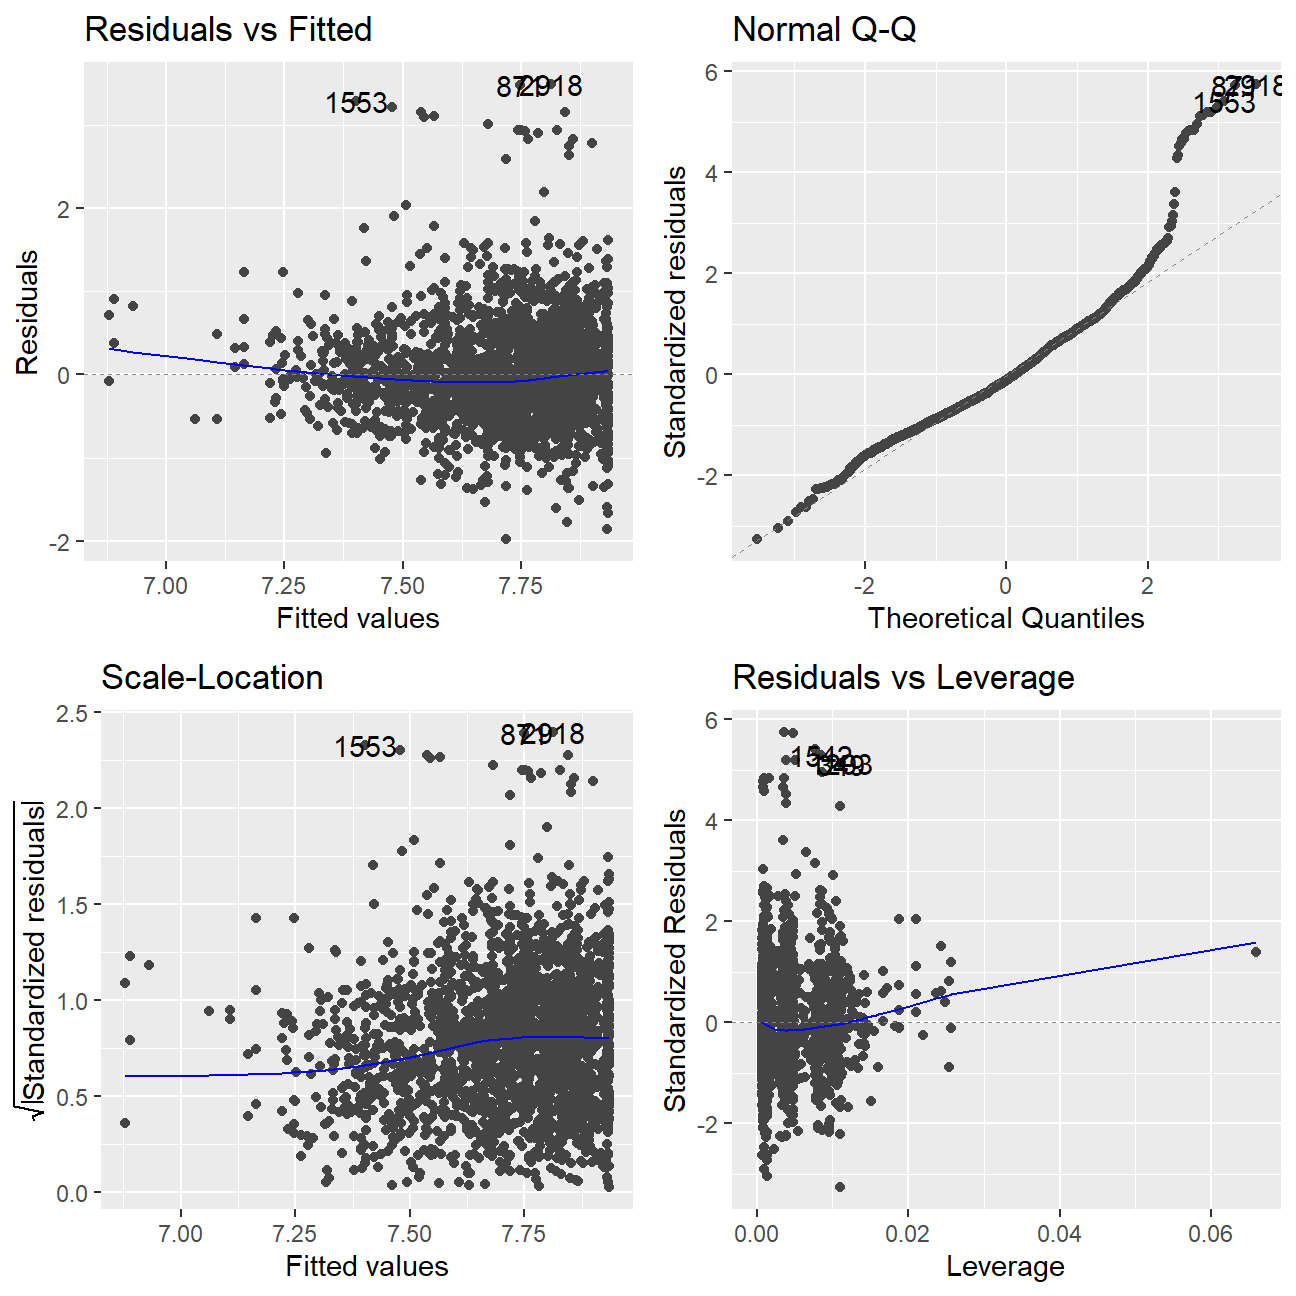 Residuals vs Fitted
1553
2918
2
0
-2
Residuals
7.00 7.25 7.50 7.75
Fitted values
Normal Q-Q
1553
6
4
2
0
-2
Standardized residuals
-2 0 2
Theoretical Quantiles
Scale-Location
1553
2918
2.5
2.0
1.5
1.0
0.5
0.0
√|Standardized residuals|
7.00 7.25 7.50 7.75
Fitted values
Residuals vs Leverage
1542
6
4
2
0
-2
Standardized Residuals
0.00 0.02 0.04 0.06
Leverage